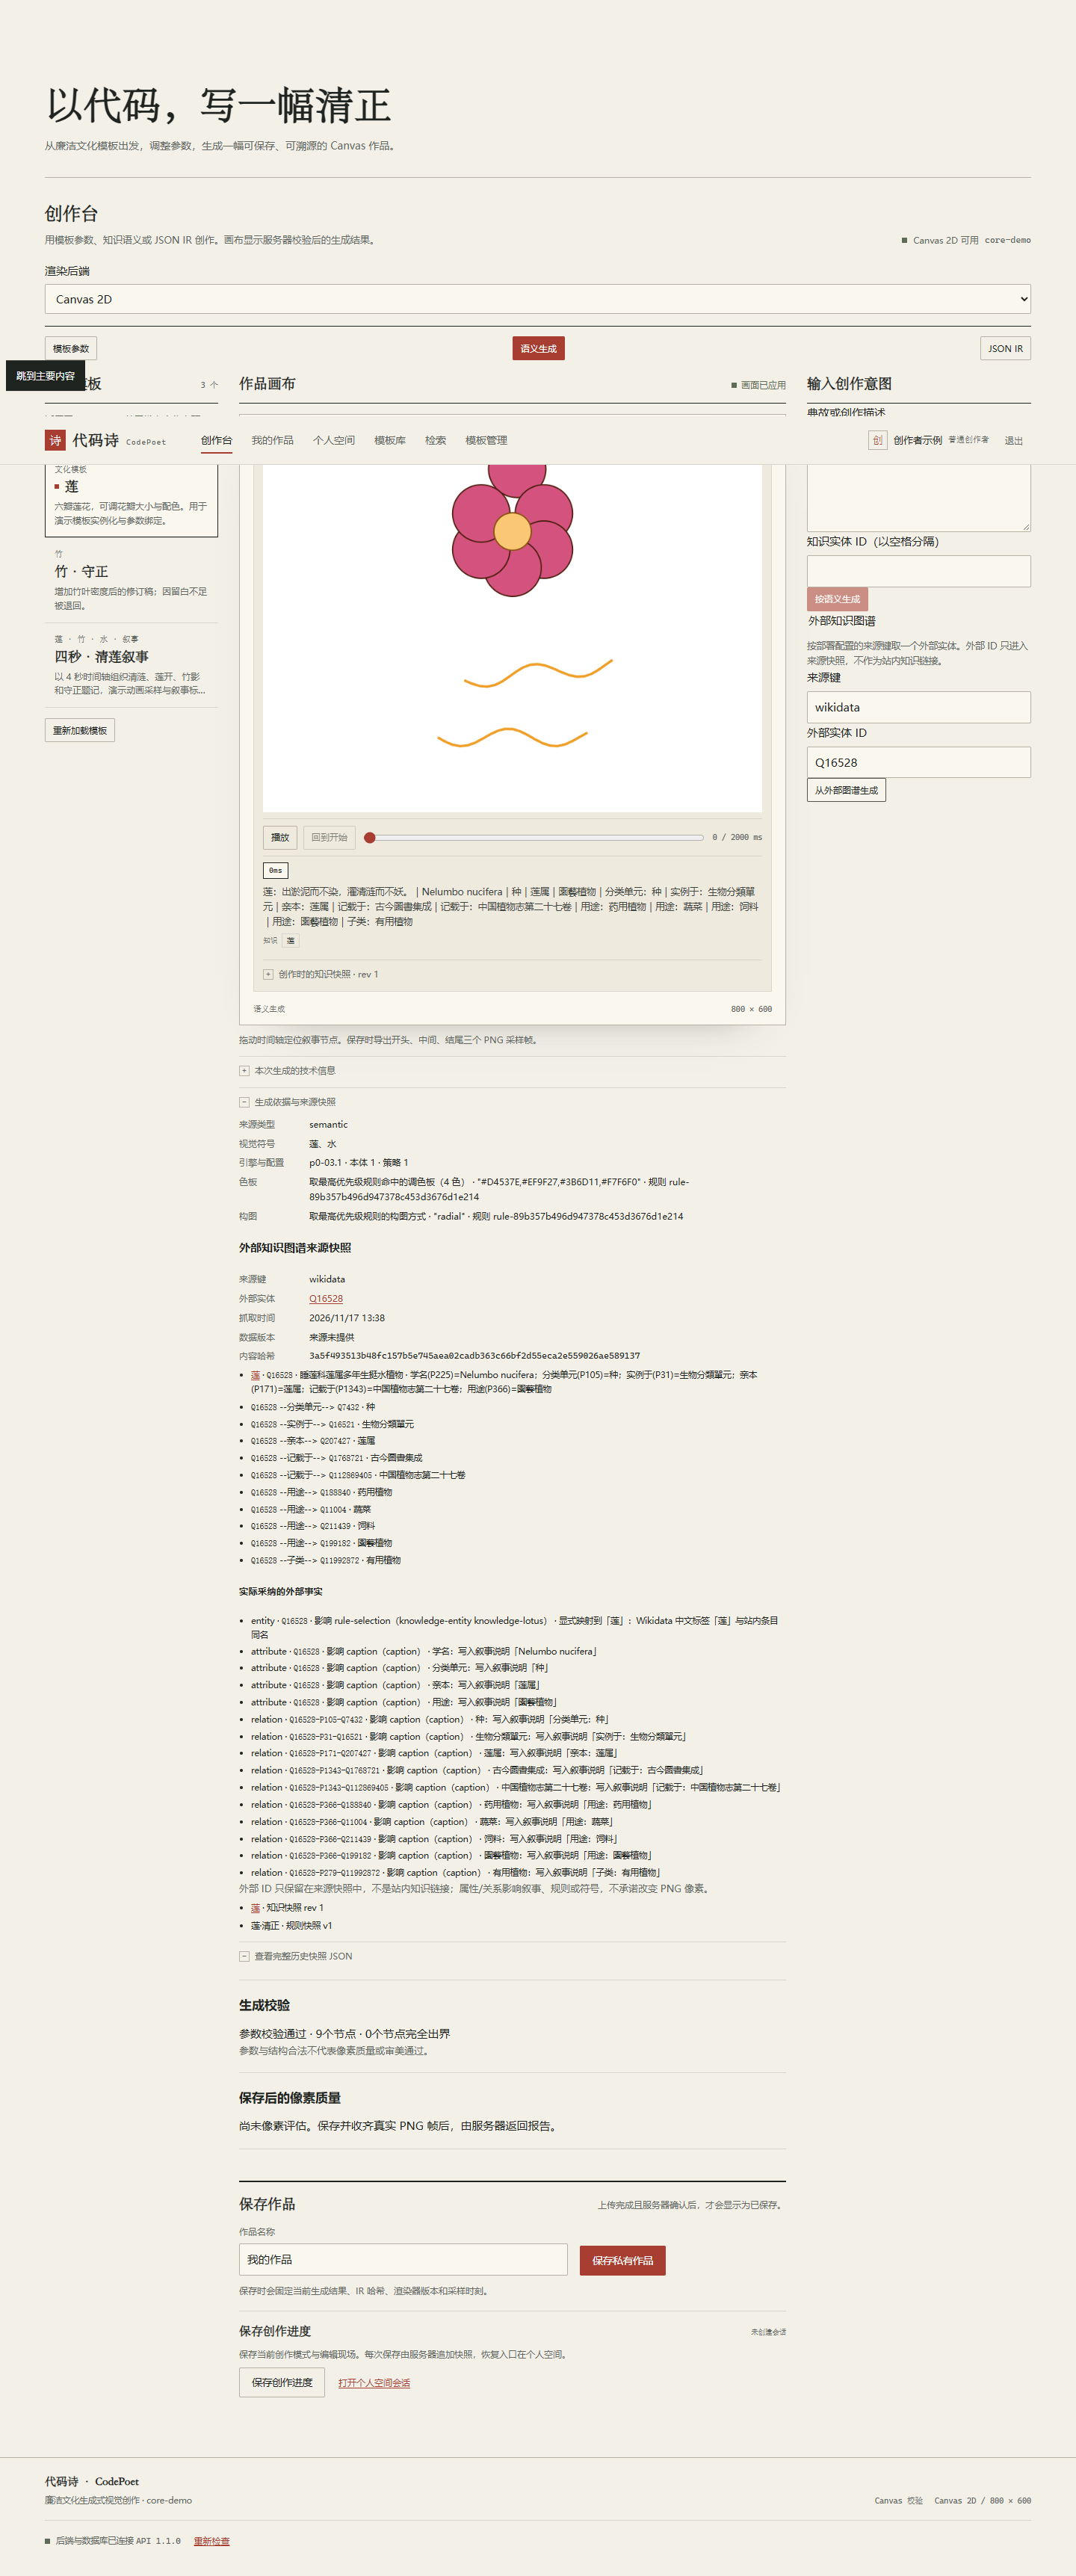 以代码，写一幅清正
从廉洁文化模板出发，调整参数，生成一幅可保存、可溯源的 Canvas 作品。
创作台
用模板参数、知识语义或 JSON IR 创作。画布显示服务器校验后的生成结果。
Canvas 2D 可用 core-demo
渲染后端
Canvas 2D
模板参数
语义生成
JSON IR
跳到主要内容
板
3 个
作品画布
画面已应用
输入创作意图
典故或创作描述
诗 代码诗 CodePoet
创作台
我的作品
个人空间
模板库
检索
模板管理
创 创作者示例 普通创作者
退出
文化模板
莲
六瓣莲花，可调花瓣大小与配色。用于
演示模板实例化与参数绑定。
竹
竹 · 守正
增加竹叶密度后的修订稿；因留白不足
被退回。
莲 · 竹 · 水 · 叙事
四秒 · 清莲叙事
以 4 秒时间轴组织清涟、莲开、竹影
和守正题记，演示动画采样与叙事标…
重新加载模板
知识实体 ID（以空格分隔）
按语义生成
外部知识图谱
按部署配置的来源键取一个外部实体。外部 ID 只进入
来源快照，不作为站内知识链接。
来源键
wikidata
外部实体 ID
Q16528
从外部图谱生成
播放
回到开始
0 / 2000 ms
0ms
莲：出淤泥而不染，濯清涟而不妖。 | Nelumbo nucifera | 种 | 莲属 | 園藝植物 | 分类单元：种 | 实例于：生物分類單
元 | 亲本：莲属 | 记载于：古今圖書集成 | 记载于：中国植物志第二十七卷 | 用途：药用植物 | 用途：蔬菜 | 用途：饲料
| 用途：園藝植物 | 子类：有用植物
知识 莲
+ 创作时的知识快照 · rev 1
语义生成
800 × 600
拖动时间轴定位叙事节点。保存时导出开头、中间、结尾三个 PNG 采样帧。
+ 本次生成的技术信息
− 生成依据与来源快照
来源类型 semantic
视觉符号 莲、水
引擎与配置 p0-03.1 · 本体 1 · 策略 1
色板 取最高优先级规则命中的调色板（4 色） · "#D4537E,#EF9F27,#3B6D11,#F7F6F0" · 规则 rule-
89b357b496d947378c453d3676d1e214
构图 取最高优先级规则的构图方式 · "radial" · 规则 rule-89b357b496d947378c453d3676d1e214
外部知识图谱来源快照
来源键 wikidata
外部实体 Q16528
抓取时间 2026/11/17 13:38
数据版本 来源未提供
内容哈希 3a5f493513b48fc157b5e745aea02cadb363c66bf2d55eca2e559026ae589137
• 莲 · Q16528 · 睡莲科莲属多年生挺水植物 · 学名(P225)=Nelumbo nucifera；分类单元(P105)=种；实例于(P31)=生物分類單元；亲本
(P171)=莲属；记载于(P1343)=中国植物志第二十七卷；用途(P366)=園藝植物
• Q16528 --分类单元--> Q7432 · 种
• Q16528 --实例于--> Q16521 · 生物分類單元
• Q16528 --亲本--> Q207427 · 莲属
• Q16528 --记载于--> Q1768721 · 古今圖書集成
• Q16528 --记载于--> Q112869405 · 中国植物志第二十七卷
• Q16528 --用途--> Q188840 · 药用植物
• Q16528 --用途--> Q11004 · 蔬菜
• Q16528 --用途--> Q211439 · 饲料
• Q16528 --用途--> Q199182 · 園藝植物
• Q16528 --子类--> Q11992872 · 有用植物
实际采纳的外部事实
• entity · Q16528 · 影响 rule-selection（knowledge-entity knowledge-lotus） · 显式映射到「莲」：Wikidata 中文标签「莲」与站内条目
同名
• attribute · Q16528 · 影响 caption（caption） · 学名：写入叙事说明「Nelumbo nucifera」
• attribute · Q16528 · 影响 caption（caption） · 分类单元：写入叙事说明「种」
• attribute · Q16528 · 影响 caption（caption） · 亲本：写入叙事说明「莲属」
• attribute · Q16528 · 影响 caption（caption） · 用途：写入叙事说明「園藝植物」
• relation · Q16528-P105-Q7432 · 影响 caption（caption） · 种：写入叙事说明「分类单元：种」
• relation · Q16528-P31-Q16521 · 影响 caption（caption） · 生物分類單元：写入叙事说明「实例于：生物分類單元」
• relation · Q16528-P171-Q207427 · 影响 caption（caption） · 莲属：写入叙事说明「亲本：莲属」
• relation · Q16528-P1343-Q1768721 · 影响 caption（caption） · 古今圖書集成：写入叙事说明「记载于：古今圖書集成」
• relation · Q16528-P1343-Q112869405 · 影响 caption（caption） · 中国植物志第二十七卷：写入叙事说明「记载于：中国植物志第二十七卷」
• relation · Q16528-P366-Q188840 · 影响 caption（caption） · 药用植物：写入叙事说明「用途：药用植物」
• relation · Q16528-P366-Q11004 · 影响 caption（caption） · 蔬菜：写入叙事说明「用途：蔬菜」
• relation · Q16528-P366-Q211439 · 影响 caption（caption） · 饲料：写入叙事说明「用途：饲料」
• relation · Q16528-P366-Q199182 · 影响 caption（caption） · 園藝植物：写入叙事说明「用途：園藝植物」
• relation · Q16528-P279-Q11992872 · 影响 caption（caption） · 有用植物：写入叙事说明「子类：有用植物」
外部 ID 只保留在来源快照中，不是站内知识链接；属性/关系影响叙事、规则或符号，不承诺改变 PNG 像素。
• 莲 · 知识快照 rev 1
• 莲·清正 · 规则快照 v1
− 查看完整历史快照 JSON
生成校验
参数校验通过 · 9个节点 · 0个节点完全出界
参数与结构合法不代表像素质量或审美通过。
保存后的像素质量
尚未像素评估。保存并收齐真实 PNG 帧后，由服务器返回报告。
保存作品
上传完成且服务器确认后，才会显示为已保存。
作品名称
我的作品
保存私有作品
保存时会固定当前生成结果、IR 哈希、渲染器版本和采样时刻。
保存创作进度
未创建会话
保存当前创作模式与编辑现场。每次保存由服务器追加快照，恢复入口在个人空间。
保存创作进度
打开个人空间会话
代码诗 · CodePoet
廉洁文化生成式视觉创作 · core-demo
Canvas 校验 Canvas 2D / 800 × 600
后端与数据库已连接 API 1.1.0 重新检查